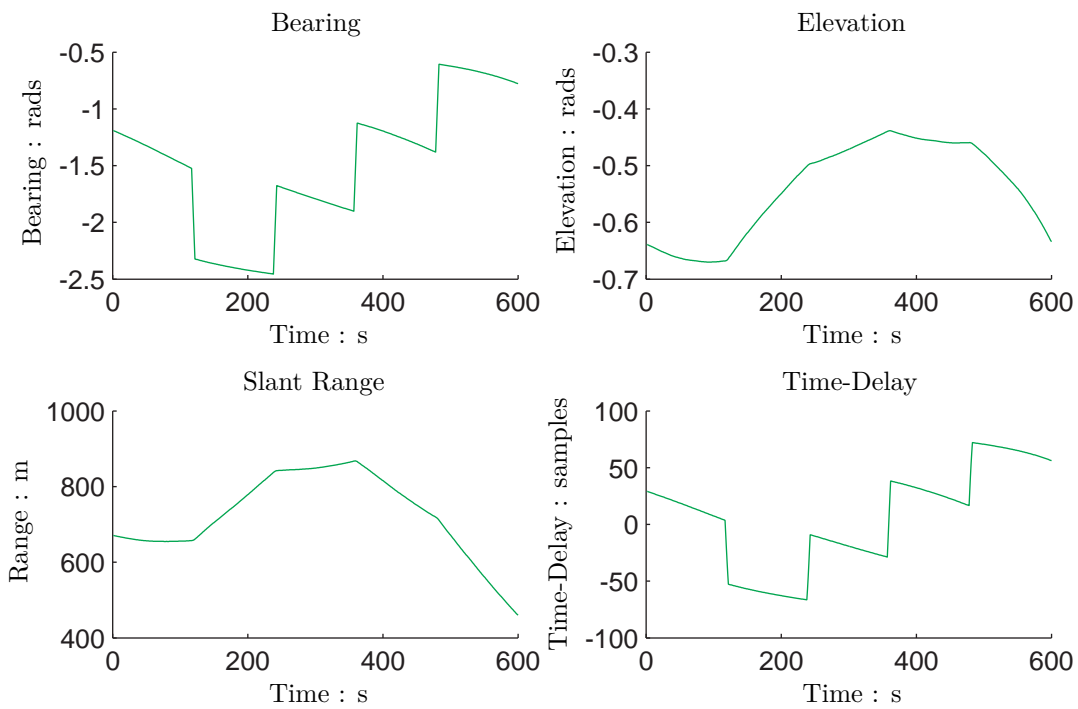 Bearing
Bearing : rads
-0.5
-1
-1.5
-2
-2.5
0 200 400 600
Time : s
Elevation
Elevation : rads
-0.3
-0.4
-0.5
-0.6
-0.7
0 200 400 600
Time : s
Slant Range
Range : m
1000
800
600
400
0 200 400 600
Time : s
Time-Delay
Time-Delay : samples
100
50
0
-50
-100
0 200 400 600
Time : s